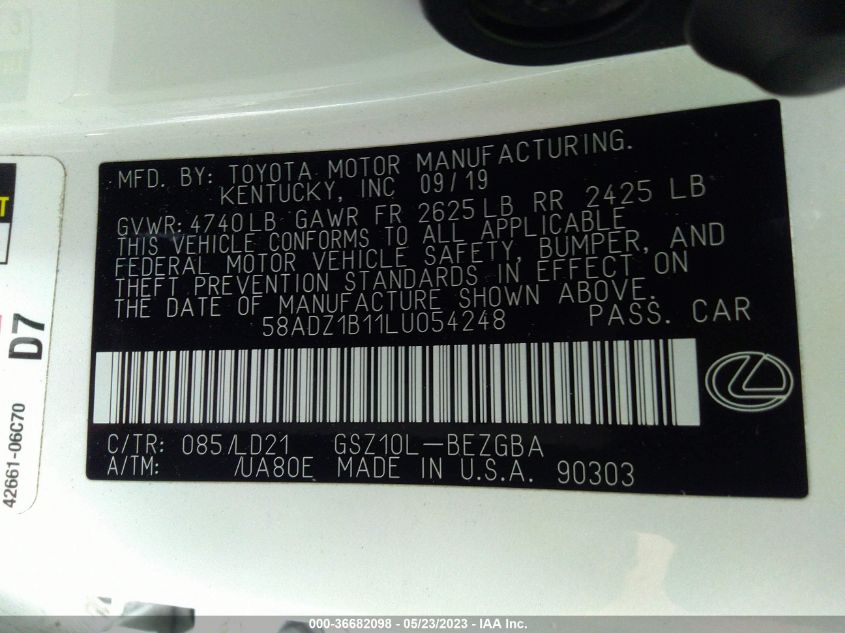 MFD. BY: TOYOTA MOTOR MANUFACTURING.
KENTUCKY, INC 09/19
GVWR: 4740LB GAWR FR 2625 LB RR 2425 LB
THIS VEHICLE CONFORMS TO ALL APPLICABLE
FEDERAL MOTOR VEHICLE SAFETY, BUMPER, AND
THEFT PREVENTION STANDARDS IN EFFECT ON
THE DATE OF MANUFACTURE SHOWN ABOVE.
58ADZ1B11LU054248 PASS. CAR
C/TR: 085/LD21 GSZ10L-BEZGBA
A/TM: /UA80E MADE IN U.S.A. 90303
D7
42661-06C70
000-36682098 - 05/23/2023 - IAA Inc.